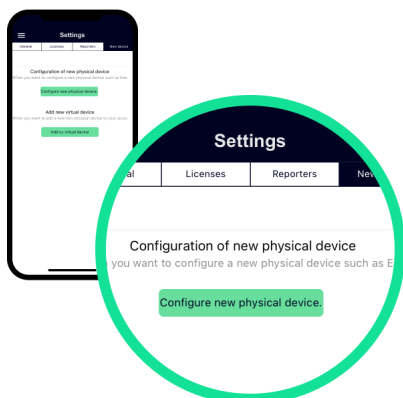 Settings
General Licenses Reporters New device
Configuration of new physical device
When you want to configure a new physical device such as Elas
Configure new physical device.
Add new virtual device
When you want to add a new non-physical device to your
Add ny virtual device
Settings
al Licenses Reporters New
Configuration of new physical device
you want to configure a new physical device such as E
Configure new physical device.